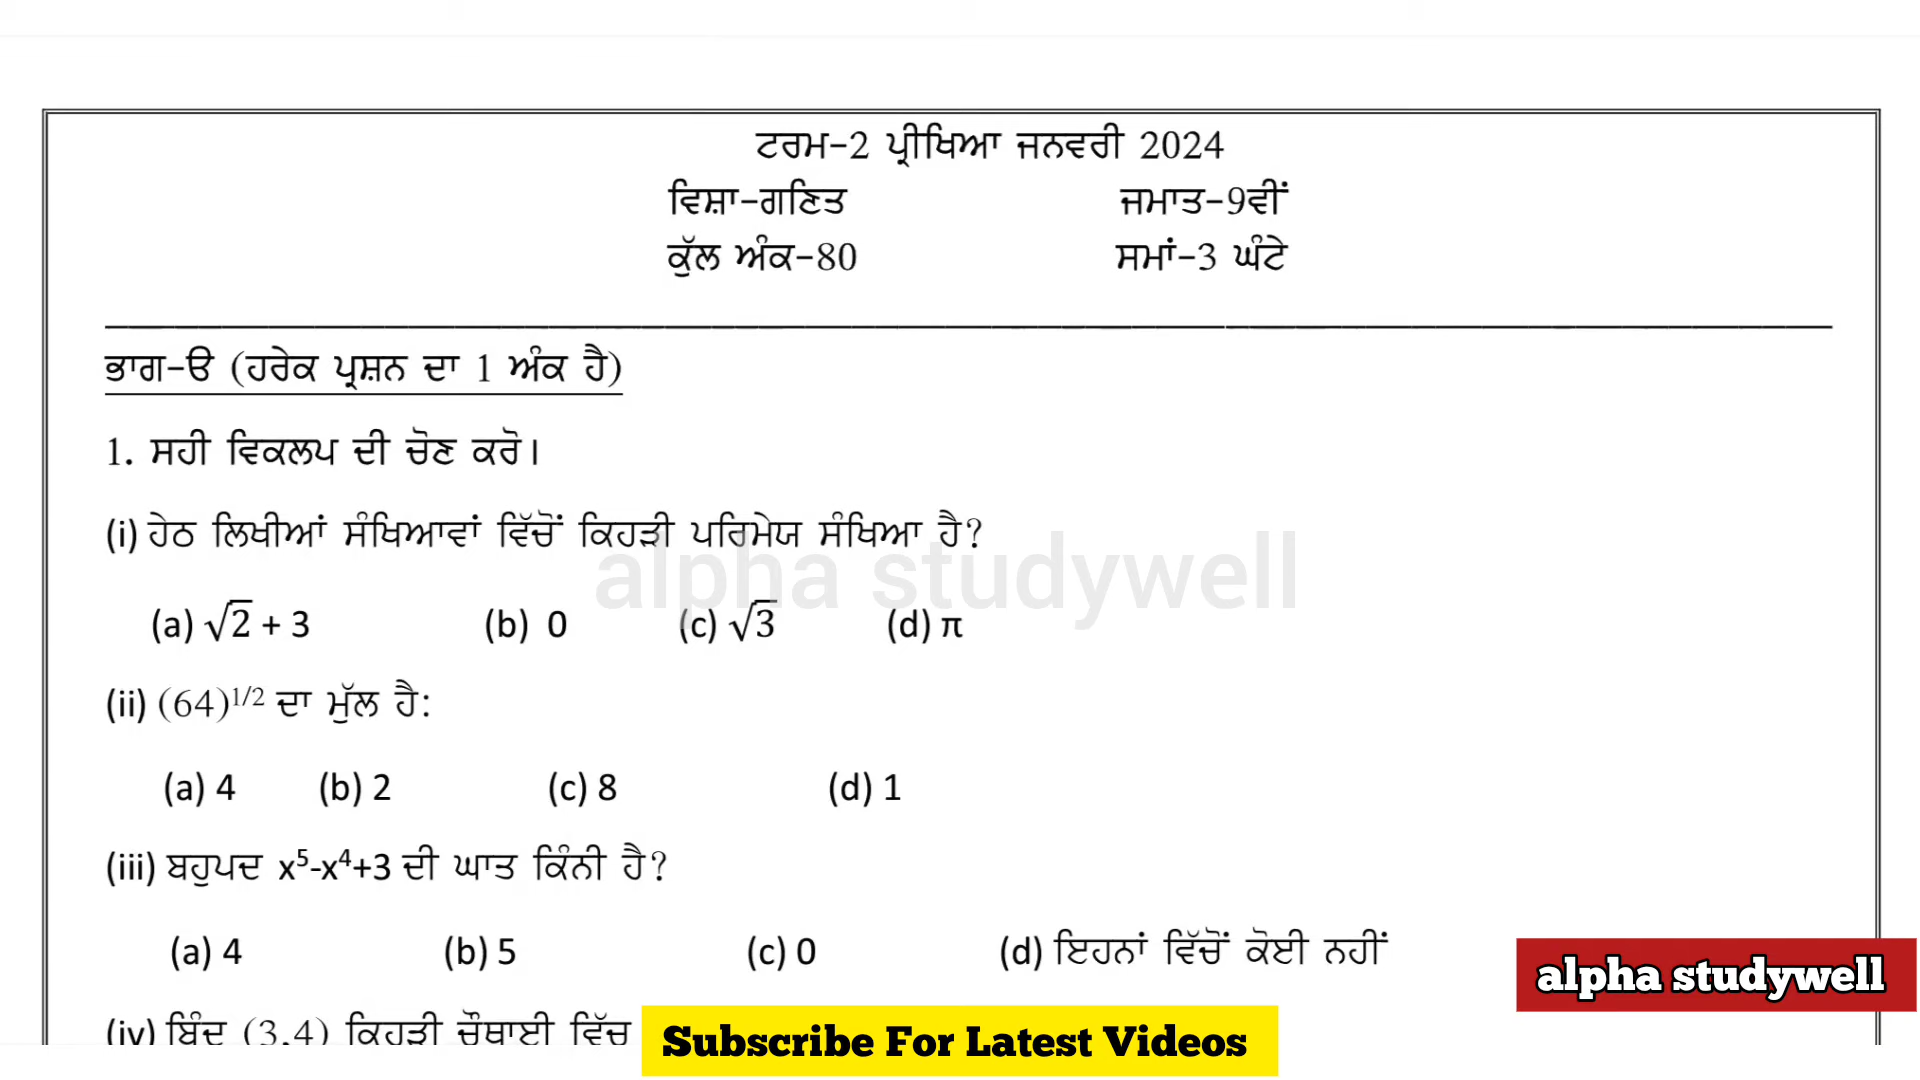 ਟਰਮ-2 ਪ੍ਰੀਖਿਆ ਜਨਵਰੀ 2024
ਵਿਸ਼ਾ-ਗਣਿਤ ਜਮਾਤ-9ਵੀਂ
ਕੁੱਲ ਅੰਕ-80 ਸਮਾਂ-3 ਘੰਟੇ
ਭਾਗ-ੳ (ਹਰੇਕ ਪ੍ਰਸ਼ਨ ਦਾ 1 ਅੰਕ ਹੈ)
1. ਸਹੀ ਵਿਕਲਪ ਦੀ ਚੋਣ ਕਰੋ।
(i) ਹੇਠ ਲਿਖੀਆਂ ਸੰਖਿਆਵਾਂ ਵਿੱਚੋਂ ਕਿਹੜੀ ਪਰਿਮੇਯ ਸੰਖਿਆ ਹੈ?
alpha studywell
(a) √2 + 3 (b) 0 (c) √3 (d) π
(ii) (64)¹ᐟ² ਦਾ ਮੁੱਲ ਹੈ:
(a) 4 (b) 2 (c) 8 (d) 1
(iii) ਬਹੁਪਦ x⁵-x⁴+3 ਦੀ ਘਾਤ ਕਿੰਨੀ ਹੈ?
(a) 4 (b) 5 (c) 0 (d) ਇਹਨਾਂ ਵਿੱਚੋਂ ਕੋਈ ਨਹੀਂ
alpha studywell
(iv) ਬਿੰਦ (3,4) ਕਿਹੜੀ ਚੌਥਾਈ ਵਿੱਚ
Subscribe For Latest Videos